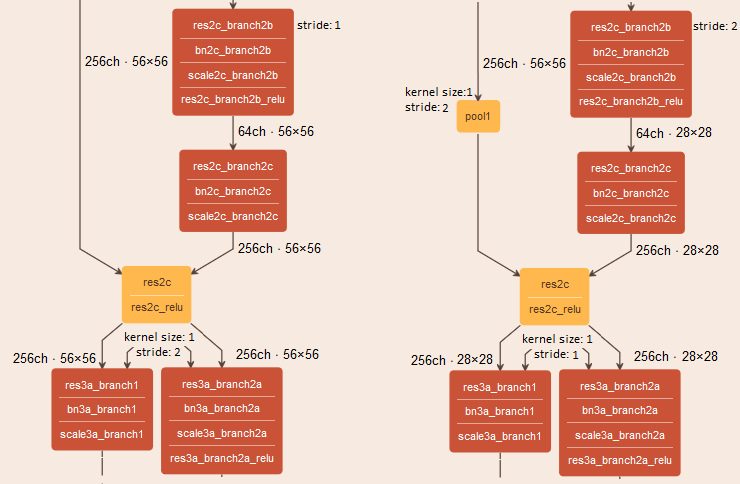 res2c_branch2b
stride: 1
bn2c_branch2b
256ch · 56×56
scale2c_branch2b
res2c_branch2b_relu
64ch · 56×56
res2c_branch2c
bn2c_branch2c
scale2c_branch2c
256ch · 56×56
res2c
res2c_relu
kernel size: 1
stride: 2
256ch · 56×56
256ch · 56×56
res3a_branch1
bn3a_branch1
scale3a_branch1
res3a_branch2a
bn3a_branch2a
scale3a_branch2a
res3a_branch2a_relu
res2c_branch2b
stride: 2
bn2c_branch2b
256ch · 56×56
scale2c_branch2b
res2c_branch2b_relu
kernel size:1
stride: 2
pool1
64ch · 28×28
res2c_branch2c
bn2c_branch2c
scale2c_branch2c
256ch · 28×28
res2c
res2c_relu
kernel size: 1
stride: 1
256ch · 28×28
256ch · 28×28
res3a_branch1
bn3a_branch1
scale3a_branch1
res3a_branch2a
bn3a_branch2a
scale3a_branch2a
res3a_branch2a_relu